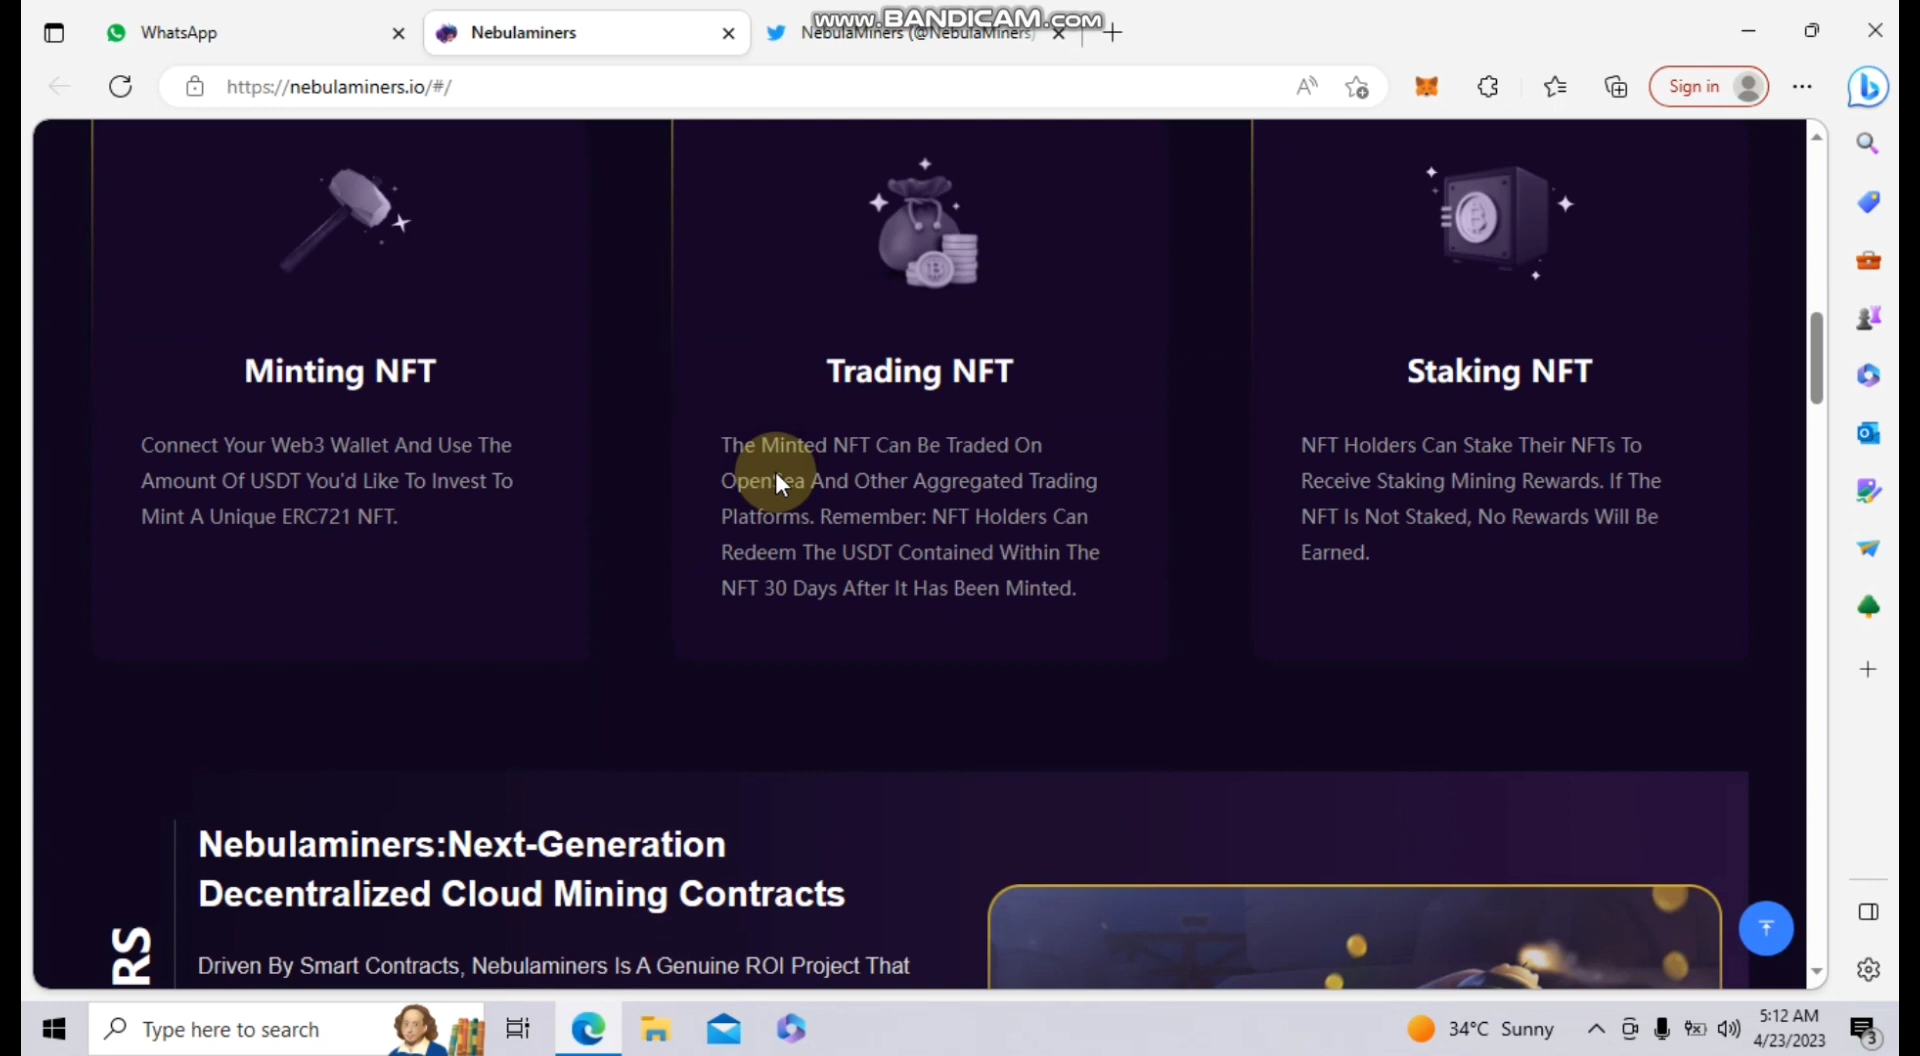 WhatsApp
Nebulaminers
www.BANDICAM.com
NebulaMiners (@NebulaMiners)
https://nebulaminers.io/#/
Sign in
Minting NFT
Connect Your Web3 Wallet And Use The
Amount Of USDT You'd Like To Invest To
Mint A Unique ERC721 NFT.
Trading NFT
The Minted NFT Can Be Traded On
OpenSea And Other Aggregated Trading
Platforms. Remember: NFT Holders Can
Redeem The USDT Contained Within The
NFT 30 Days After It Has Been Minted.
Staking NFT
NFT Holders Can Stake Their NFTs To
Receive Staking Mining Rewards. If The
NFT Is Not Staked, No Rewards Will Be
Earned.
RS
Nebulaminers:Next-Generation
Decentralized Cloud Mining Contracts
Driven By Smart Contracts, Nebulaminers Is A Genuine ROI Project That
Type here to search
34°C Sunny
5:12 AM
4/23/2023
3